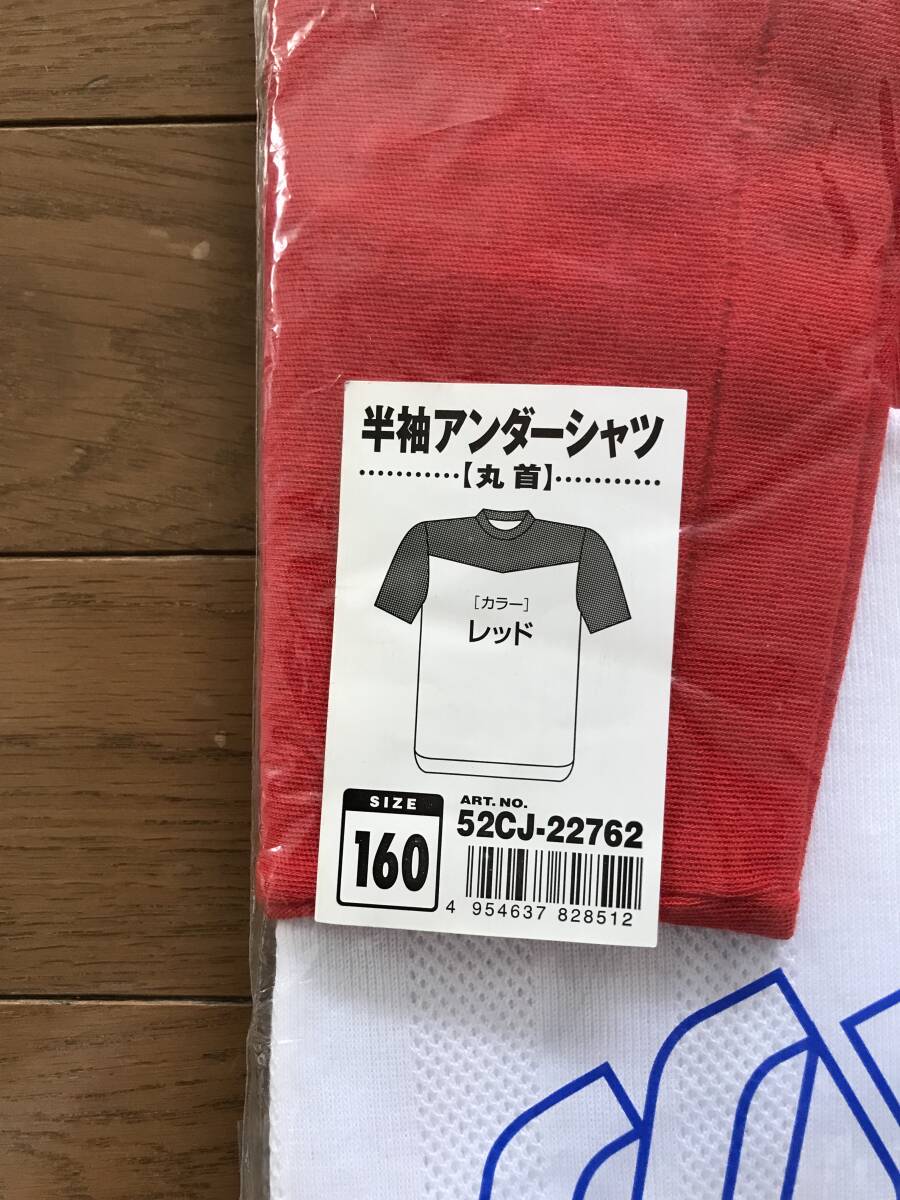 半袖アンダーシャツ
…………【丸首】…………
［カラー］
レッド
SIZE
160
ART. NO.
52CJ-22762
4 954637 828512